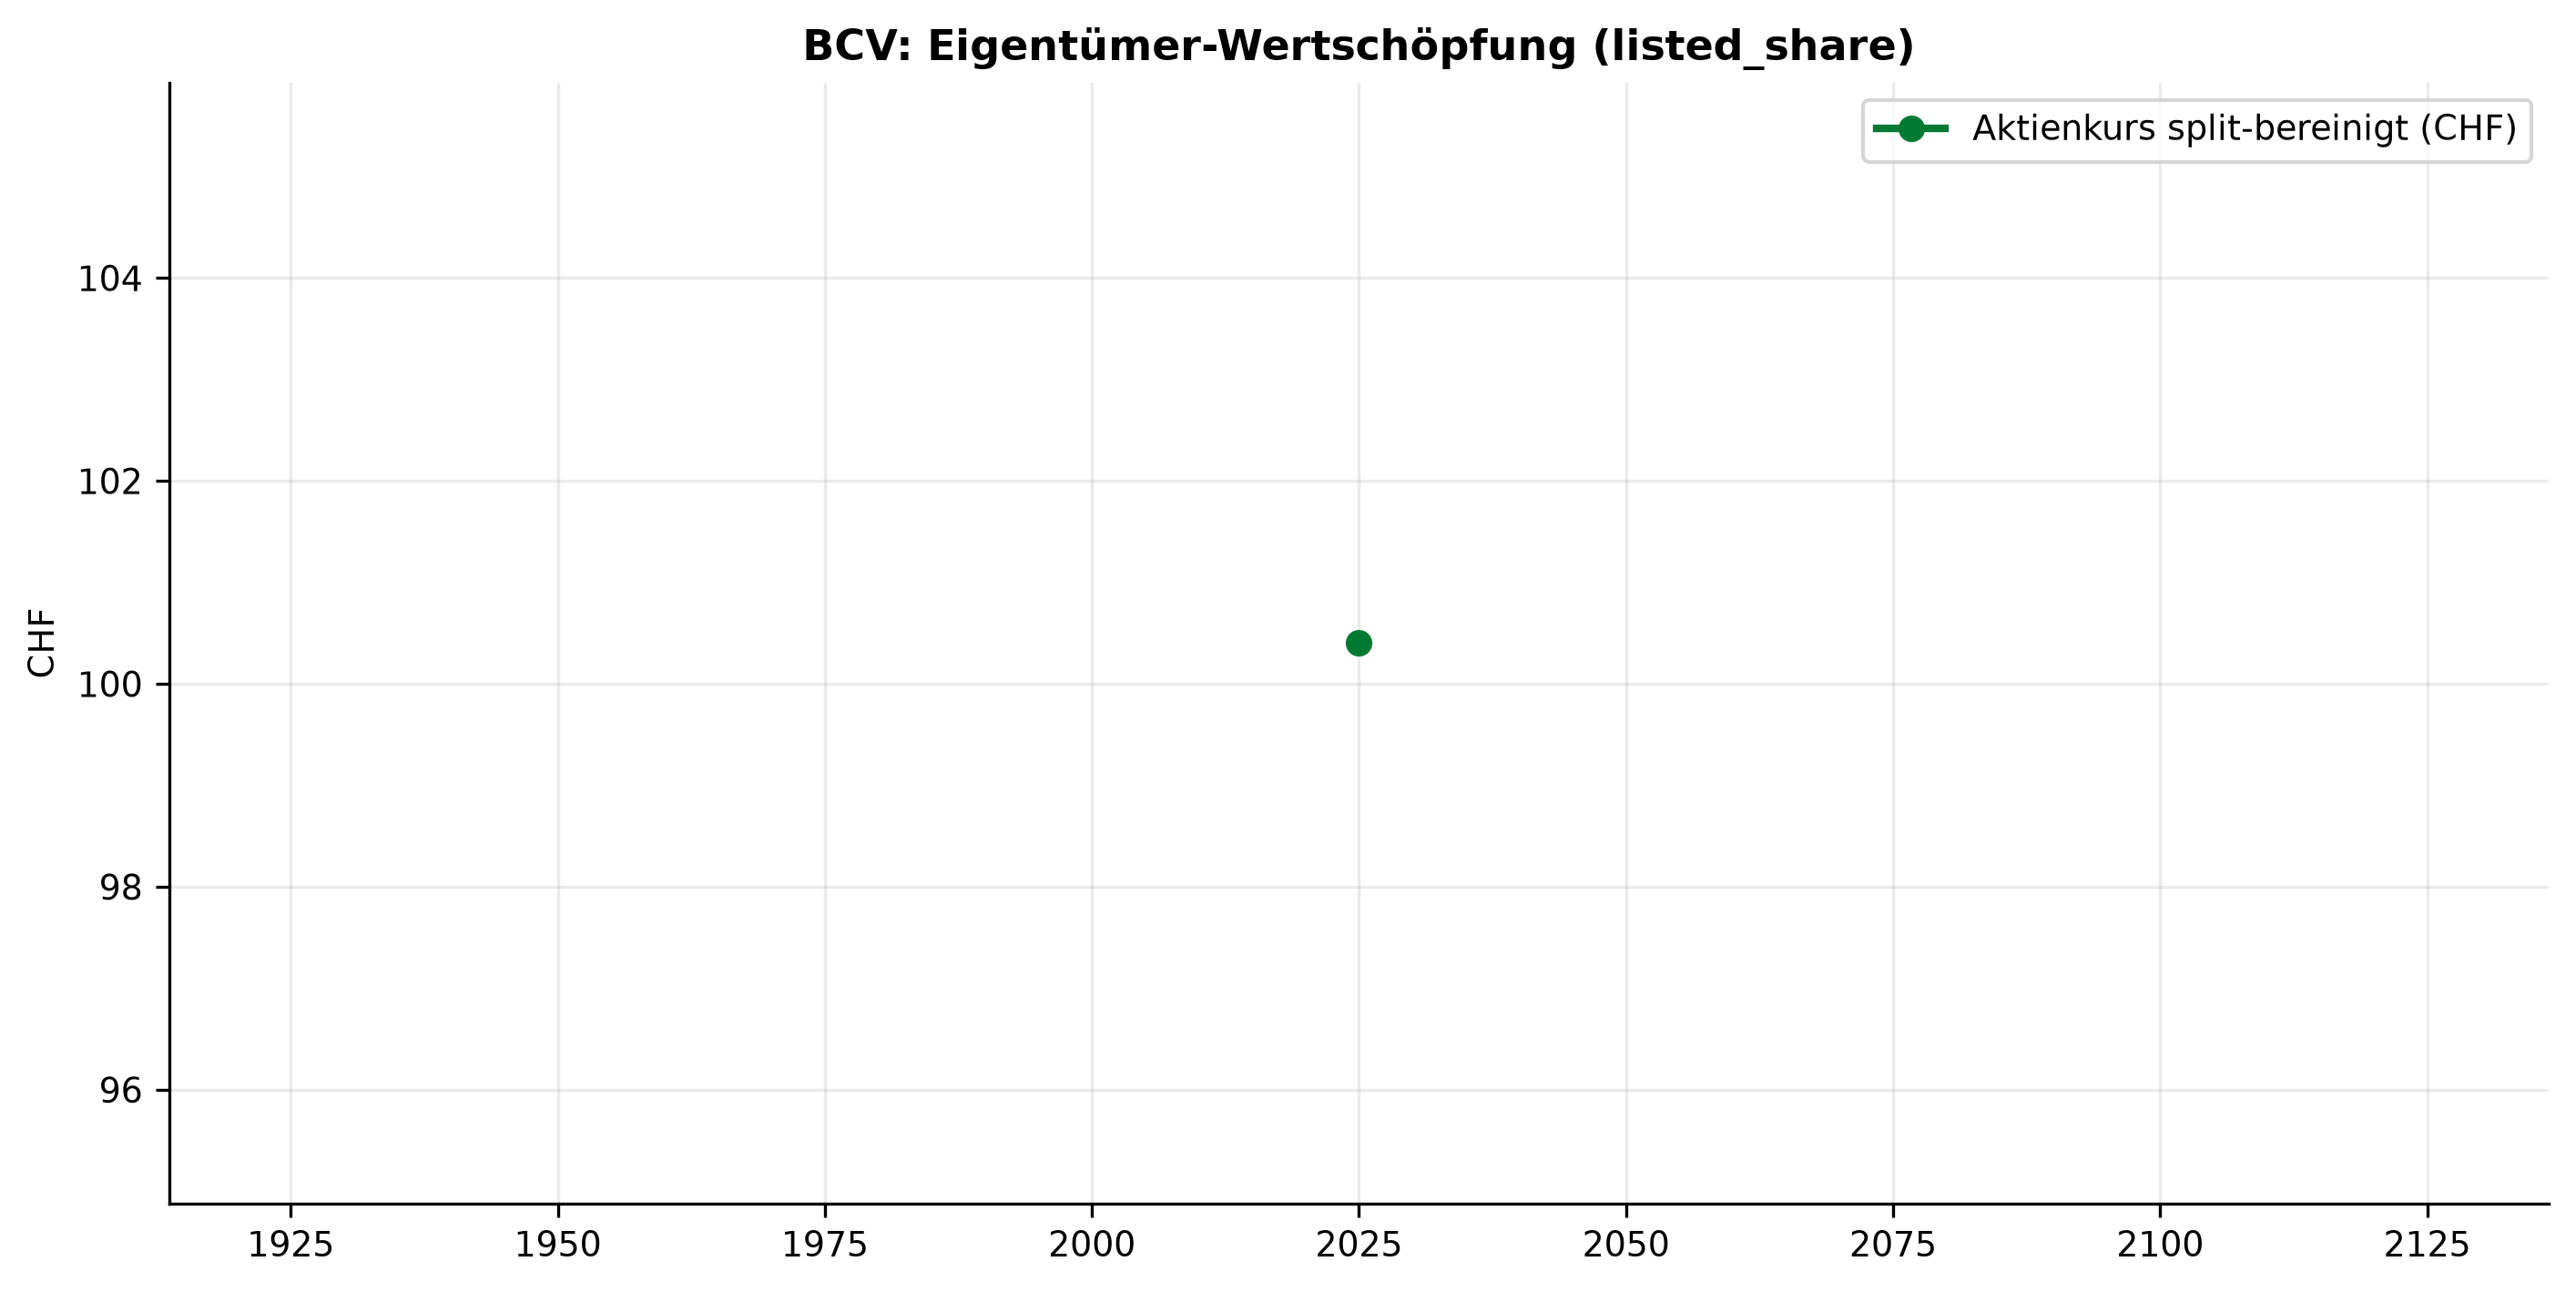 BCV: Eigentümer-Wertschöpfung (listed_share)
Aktienkurs split-bereinigt (CHF)
CHF
104
102
100
98
96
1925 1950 1975 2000 2025 2050 2075 2100 2125